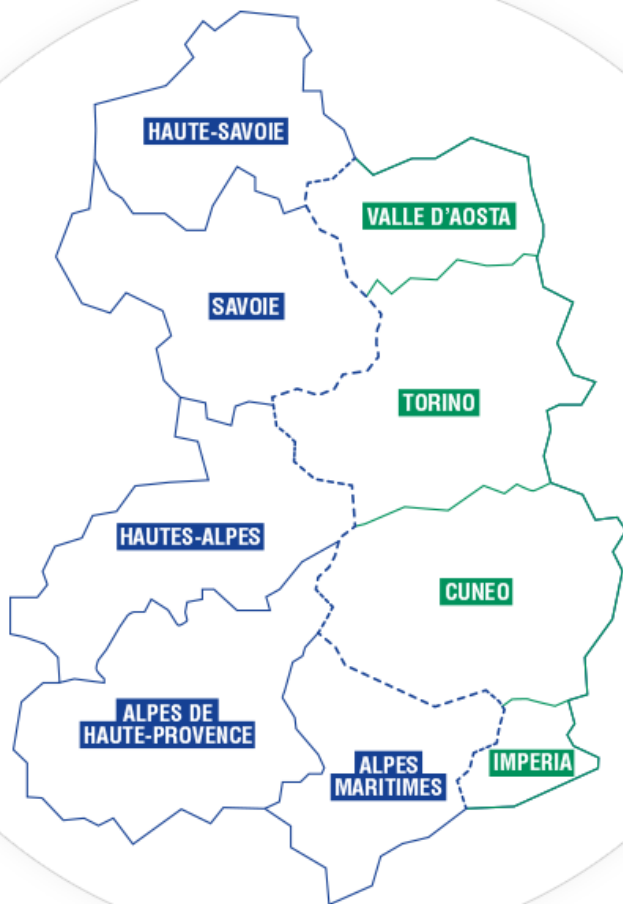 HAUTE-SAVOIE
VALLE D'AOSTA
SAVOIE
TORINO
HAUTES-ALPES
CUNEO
ALPES DE
HAUTE-PROVENCE
ALPES
MARITIMES
IMPERIA